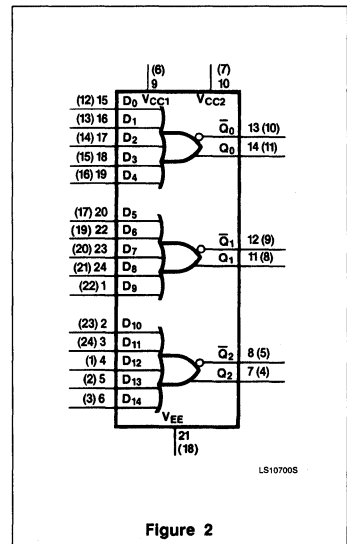 (6) (7)
9 10
(12) 15 D0 VCC1 VCC2
(13) 16 D1
(14) 17 D2 Q̅0 13 (10)
(15) 18 D3 Q0 14 (11)
(16) 19 D4
(17) 20 D5
(19) 22 D6
(20) 23 D7 Q̅1 12 (9)
(21) 24 D8 Q1 11 (8)
(22) 1 D9
(23) 2 D10
(24) 3 D11
(1) 4 D12 Q̅2 8 (5)
(2) 5 D13 Q2 7 (4)
(3) 6 D14
VEE
21
(18)
LS10700S
Figure 2